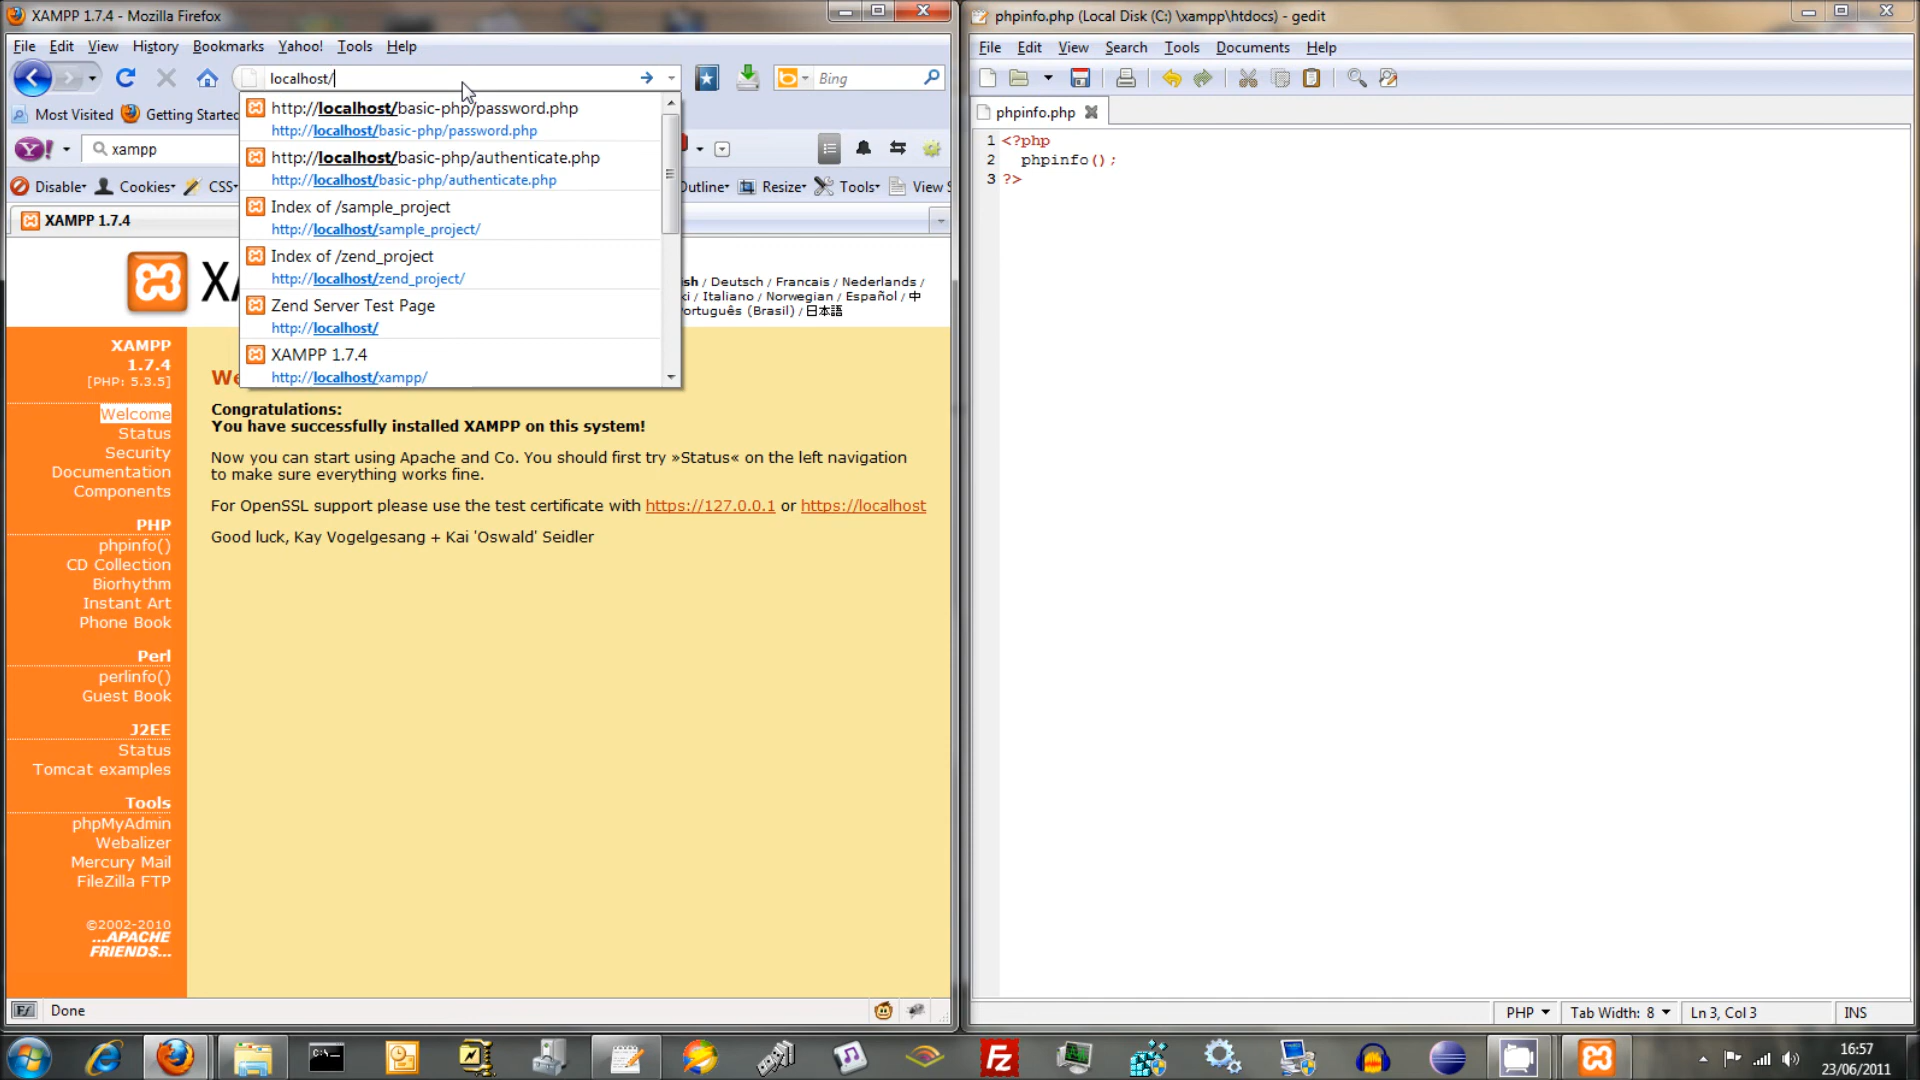 XAMPP 1.7.4 - Mozilla Firefox
File Edit View History Bookmarks Yahoo! Tools Help
localhost/
Bing
http://localhost/basic-php/password.php
http://localhost/basic-php/password.php
http://localhost/basic-php/authenticate.php
http://localhost/basic-php/authenticate.php
Index of /sample_project
http://localhost/sample_project/
Index of /zend_project
http://localhost/zend_project/
Zend Server Test Page
http://localhost/
XAMPP 1.7.4
http://localhost/xampp/
Most Visited Getting Started
Y! xampp
Disable Cookies CSS Outline Resize Tools View S
XAMPP 1.7.4
sh / Deutsch / Francais / Nederlands /
ki / Italiano / Norwegian / Español / 中
ortuguês (Brasil) / 日本語
XAMPP
1.7.4
[PHP: 5.3.5]
Welcome
Status
Security
Documentation
Components
PHP
phpinfo()
CD Collection
Biorhythm
Instant Art
Phone Book
Perl
perlinfo()
Guest Book
J2EE
Status
Tomcat examples
Tools
phpMyAdmin
Webalizer
Mercury Mail
FileZilla FTP
©2002-2010
...APACHE
FRIENDS...
We
Congratulations:
You have successfully installed XAMPP on this system!
Now you can start using Apache and Co. You should first try »Status« on the left navigation
to make sure everything works fine.
For OpenSSL support please use the test certificate with https://127.0.0.1 or https://localhost
Good luck, Kay Vogelgesang + Kai 'Oswald' Seidler
Done
phpinfo.php (Local Disk (C:) \xampp\htdocs) - gedit
File Edit View Search Tools Documents Help
phpinfo.php
1 <?php
2 phpinfo();
3 ?>
PHP Tab Width: 8 Ln 3, Col 3 INS
C:\
Fz
16:57
23/06/2011